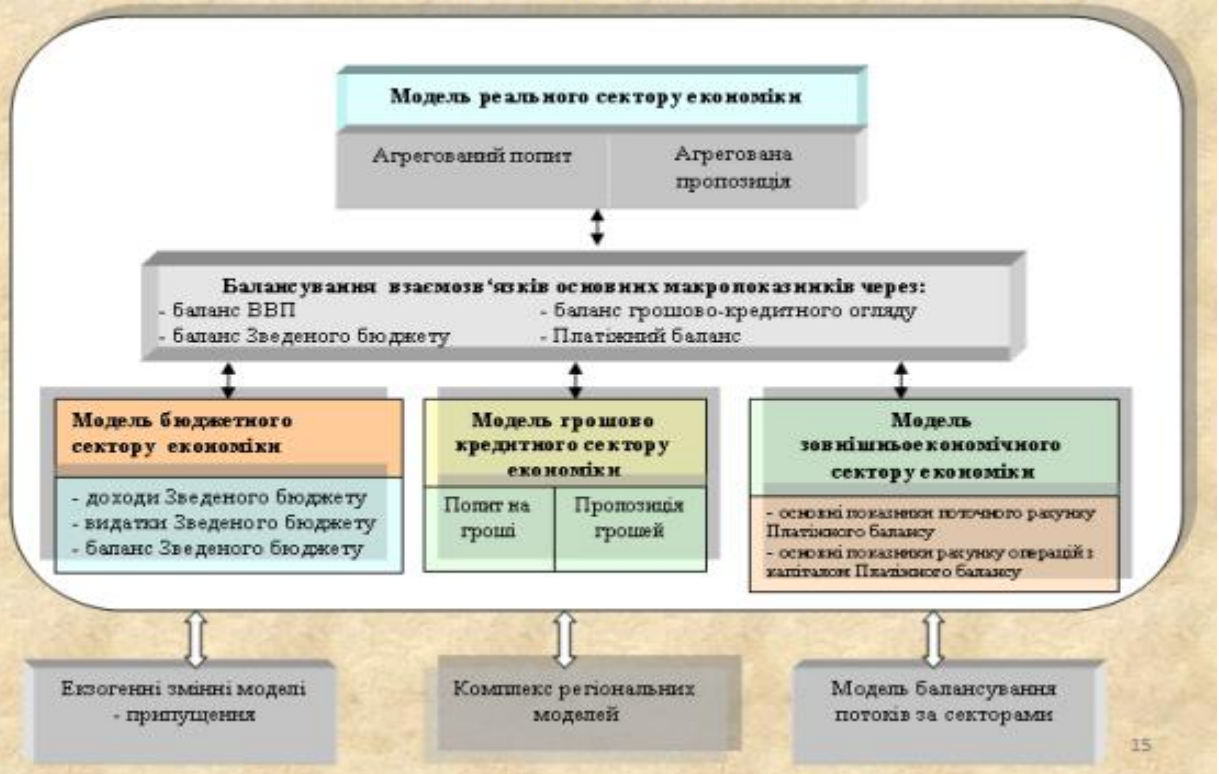 Модель реального сектору економіки
Агрегований попит
Агрегована
пропозиція
Балансування взаємозв'язків основних макропоказників через:
- баланс ВВП
- баланс Зведеного бюджету
- баланс грошово-кредитного огляду
- Платіжний баланс
Модель бюджетного
сектору економіки
- доходи Зведеного бюджету
- видатки Зведеного бюджету
- баланс Зведеного бюджету
Модель грошово
кредитного сектору
економіки
Попит на
гроші
Пропозиція
грошей
Модель
зовнішньоекономічного
сектору економіки
- основні показники поточного рахунку
Платіжного балансу
- основні показники рахунку операцій з
капіталом Платіжного балансу
Екзогенні змінні моделі
- припущення
Комплекс регіональних
моделей
Модель балансування
потоків за секторами
15